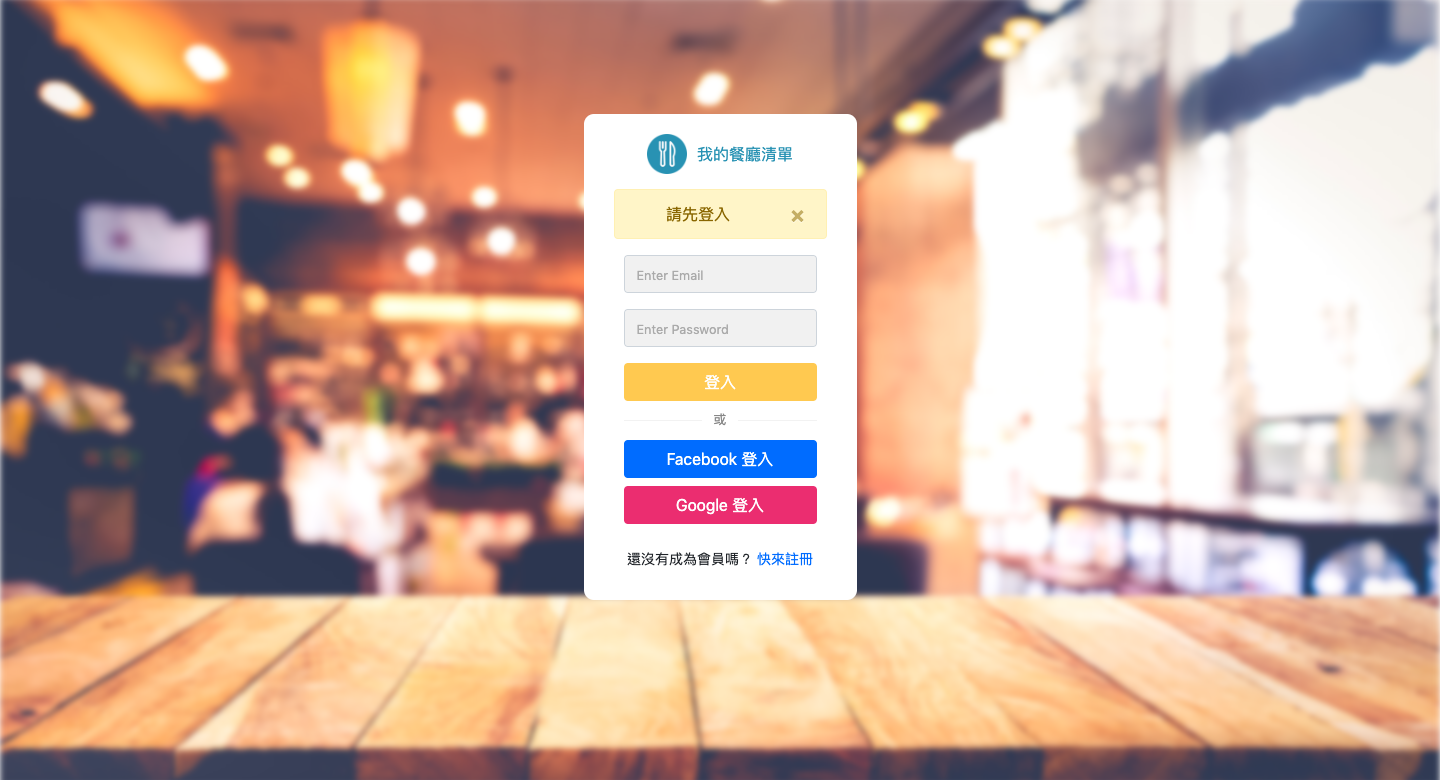 我的餐廳清單
請先登入 ×
Enter Email
Enter Password
登入
或
Facebook 登入
Google 登入
還沒有成為會員嗎？ 快來註冊